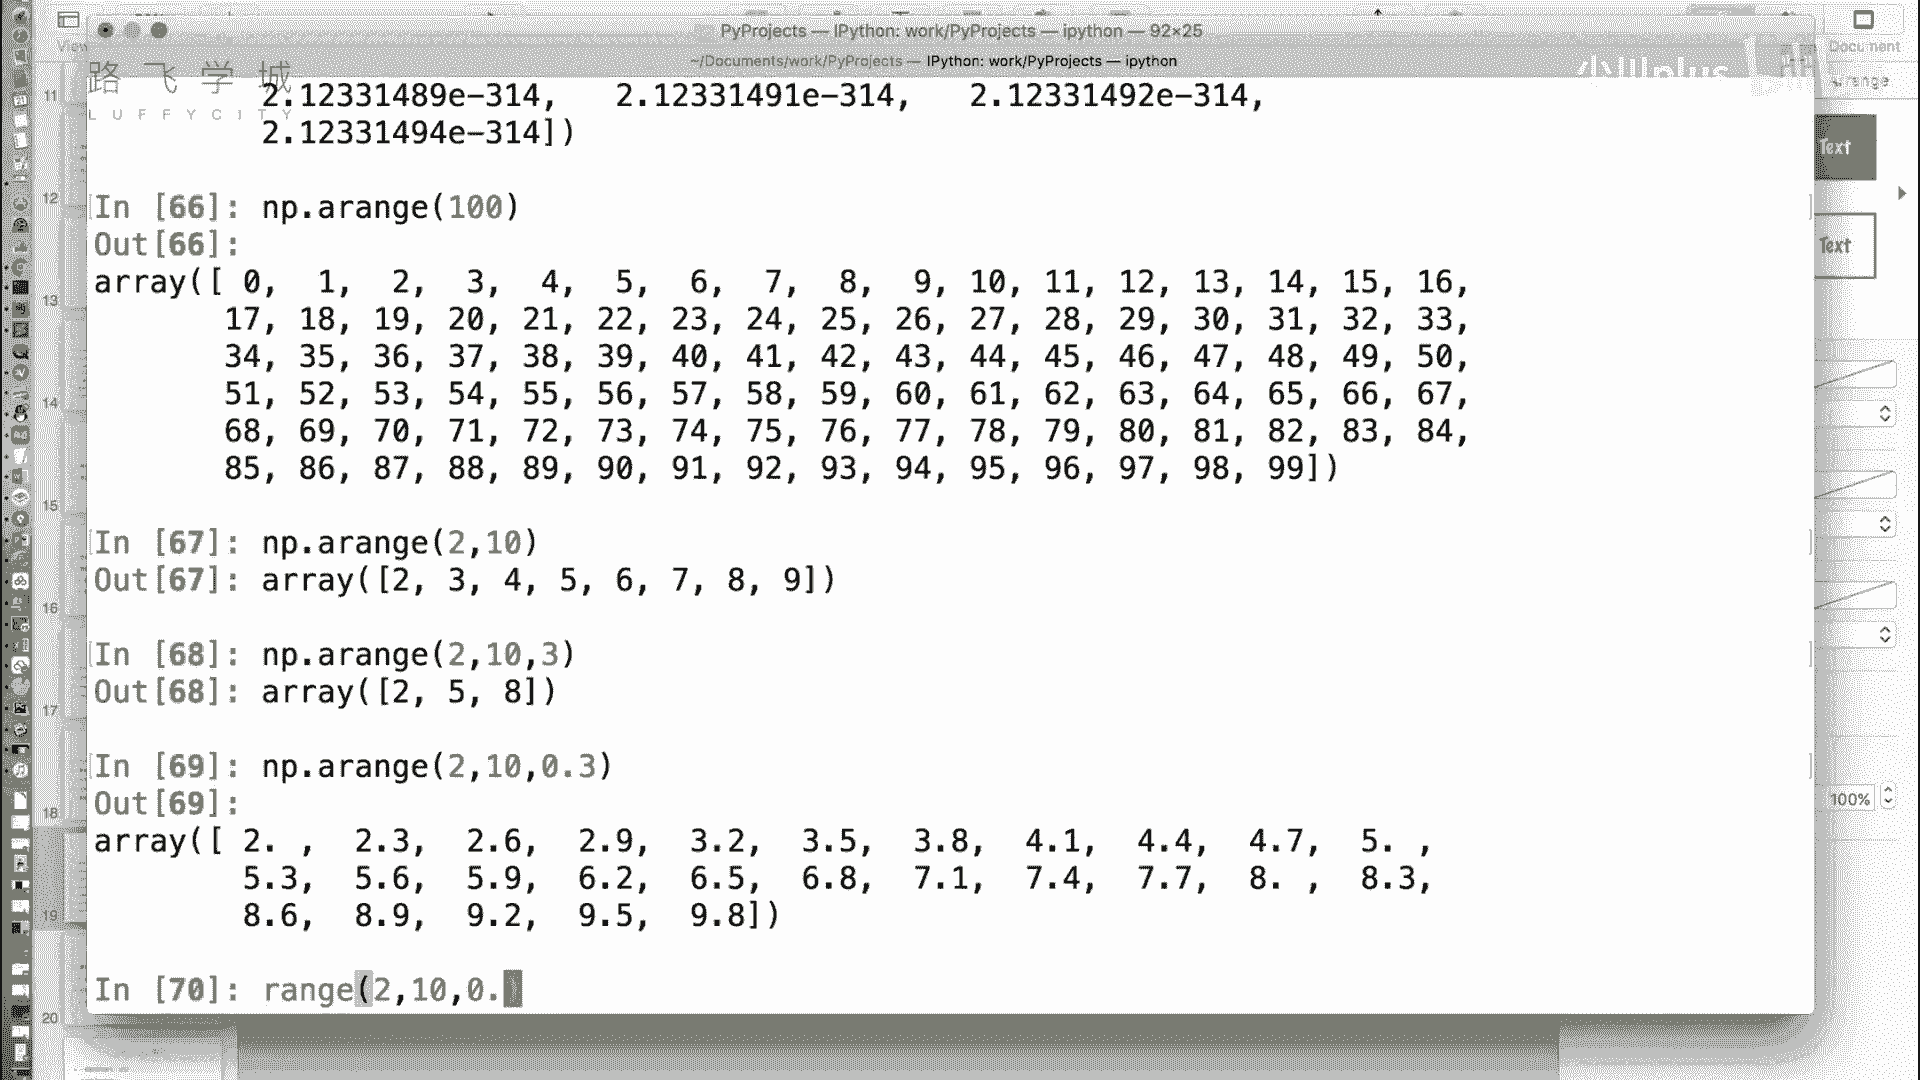 PyProjects — IPython: work/PyProjects — ipython — 92×25
~/Documents/work/PyProjects — IPython: work/PyProjects — ipython
View
Document
路飞学城
LUFFYCITY
2.12331489e-314, 2.12331491e-314, 2.12331492e-314,
2.12331494e-314])
In [66]: np.arange(100)
Out[66]:
array([ 0, 1, 2, 3, 4, 5, 6, 7, 8, 9, 10, 11, 12, 13, 14, 15, 16,
17, 18, 19, 20, 21, 22, 23, 24, 25, 26, 27, 28, 29, 30, 31, 32, 33,
34, 35, 36, 37, 38, 39, 40, 41, 42, 43, 44, 45, 46, 47, 48, 49, 50,
51, 52, 53, 54, 55, 56, 57, 58, 59, 60, 61, 62, 63, 64, 65, 66, 67,
68, 69, 70, 71, 72, 73, 74, 75, 76, 77, 78, 79, 80, 81, 82, 83, 84,
85, 86, 87, 88, 89, 90, 91, 92, 93, 94, 95, 96, 97, 98, 99])
In [67]: np.arange(2,10)
Out[67]: array([2, 3, 4, 5, 6, 7, 8, 9])
In [68]: np.arange(2,10,3)
Out[68]: array([2, 5, 8])
In [69]: np.arange(2,10,0.3)
Out[69]:
array([ 2. , 2.3, 2.6, 2.9, 3.2, 3.5, 3.8, 4.1, 4.4, 4.7, 5. ,
5.3, 5.6, 5.9, 6.2, 6.5, 6.8, 7.1, 7.4, 7.7, 8. , 8.3,
8.6, 8.9, 9.2, 9.5, 9.8])
In [70]: range(2,10,0.)
11
12
13
14
15
16
17
18
19
20
Text
Text
100%